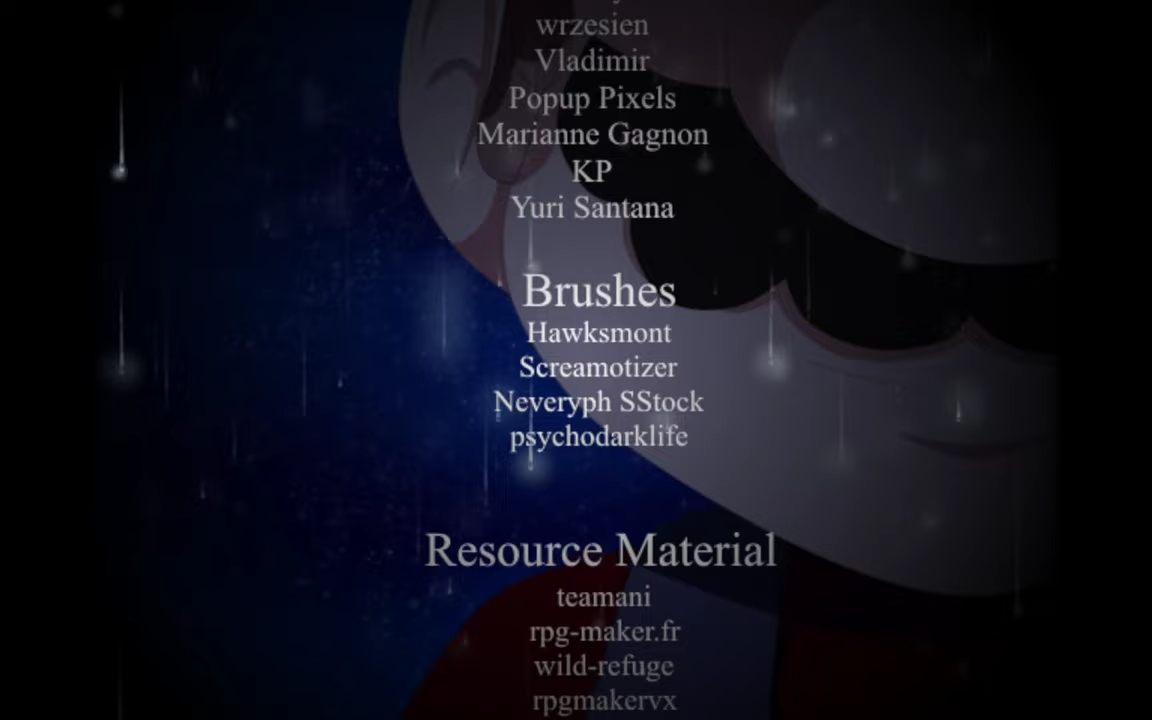 wrzesien
Vladimir
Popup Pixels
Marianne Gagnon
KP
Yuri Santana
Brushes
Hawksmont
Screamotizer
Neveryph SStock
psychodarklife
Resource Material
teamani
rpg-maker.fr
wild-refuge
rpgmakervx